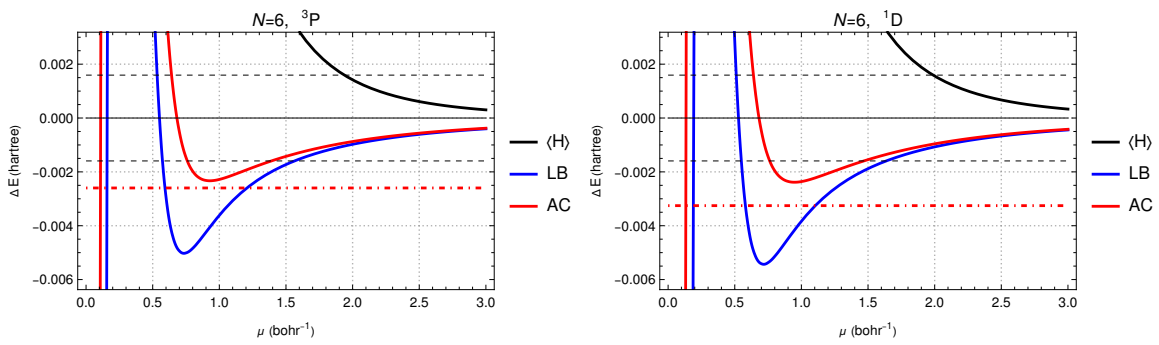 N=6, ³P
Δ E (hartree)
0.002
0.000
−0.002
−0.004
−0.006
0.0 0.5 1.0 1.5 2.0 2.5 3.0
μ (bohr⁻¹)
⟨H⟩
LB
AC
N=6, ¹D
Δ E (hartree)
0.002
0.000
−0.002
−0.004
−0.006
0.0 0.5 1.0 1.5 2.0 2.5 3.0
μ (bohr⁻¹)
⟨H⟩
LB
AC